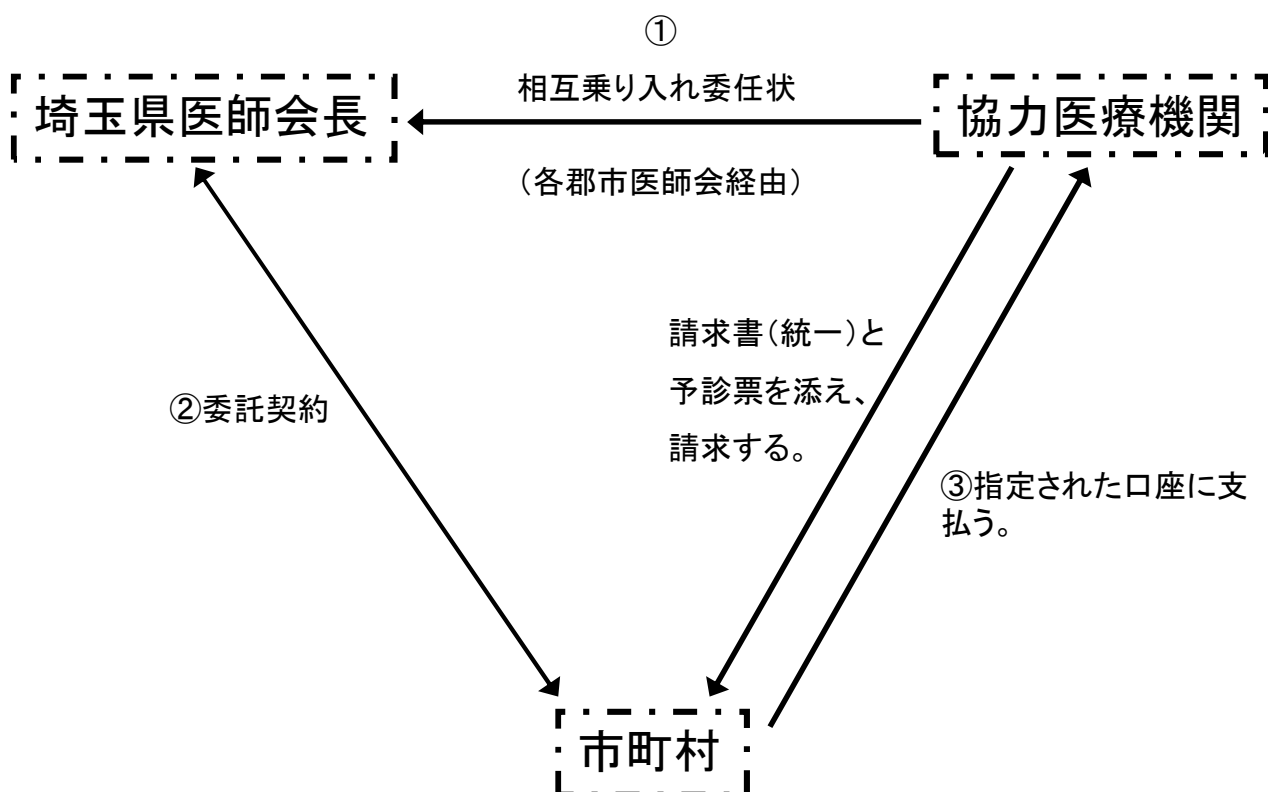 ①
相互乗り入れ委任状
埼玉県医師会長
協力医療機関
（各郡市医師会経由）
請求書（統一）と
予診票を添え、
請求する。
②委託契約
③指定された口座に支
払う。
市町村